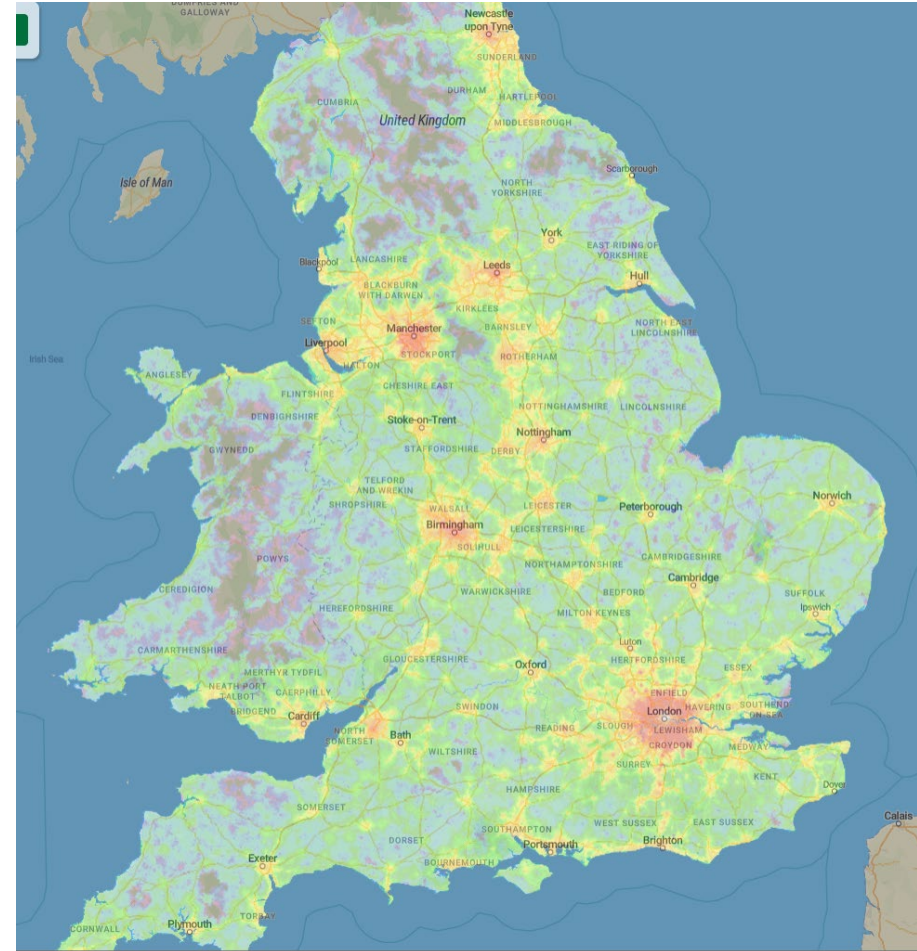 DUMFRIES AND
GALLOWAY
Newcastle
upon Tyne
SUNDERLAND
DURHAM
HARTLEPOOL
CUMBRIA
United Kingdom
MIDDLESBROUGH
Isle of Man
Scarborough
NORTH
YORKSHIRE
York
EAST RIDING OF
YORKSHIRE
Blackpool
LANCASHIRE
Leeds
Hull
BLACKBURN
WITH DARWEN
KIRKLEES
SEFTON
Manchester
BARNSLEY
NORTH EAST
LINCOLNSHIRE
Liverpool
Irish Sea
STOCKPORT
ROTHERHAM
HALTON
ANGLESEY
CHESHIRE EAST
FLINTSHIRE
DENBIGHSHIRE
NOTTINGHAMSHIRE
LINCOLNSHIRE
Stoke-on-Trent
Nottingham
GWYNEDD
STAFFORDSHIRE
DERBY
TELFORD
AND WREKIN
Norwich
SHROPSHIRE
WALSALL
LEICESTER
Peterborough
Birmingham
LEICESTERSHIRE
SOLIHULL
POWYS
CAMBRIDGESHIRE
NORTHAMPTONSHIRE
Cambridge
CEREDIGION
WARWICKSHIRE
BEDFORD
SUFFOLK
HEREFORDSHIRE
MILTON KEYNES
Ipswich
CARMARTHENSHIRE
Luton
GLOUCESTERSHIRE
Oxford
HERTFORDSHIRE
ESSEX
MERTHYR TYDFIL
NEATH PORT
TALBOT
CAERPHILLY
ENFIELD
BRIDGEND
Cardiff
SWINDON
London
HAVERING
SOUTHEND
ON-SEA
NORTH
SOMERSET
Bath
READING
SLOUGH
LEWISHAM
CROYDON
MEDWAY
WILTSHIRE
SURREY
KENT
HAMPSHIRE
Dover
SOMERSET
Calais
WEST SUSSEX
EAST SUSSEX
SOUTHAMPTON
DORSET
Portsmouth
Brighton
Exeter
BOURNEMOUTH
TORBAY
Plymouth
CORNWALL